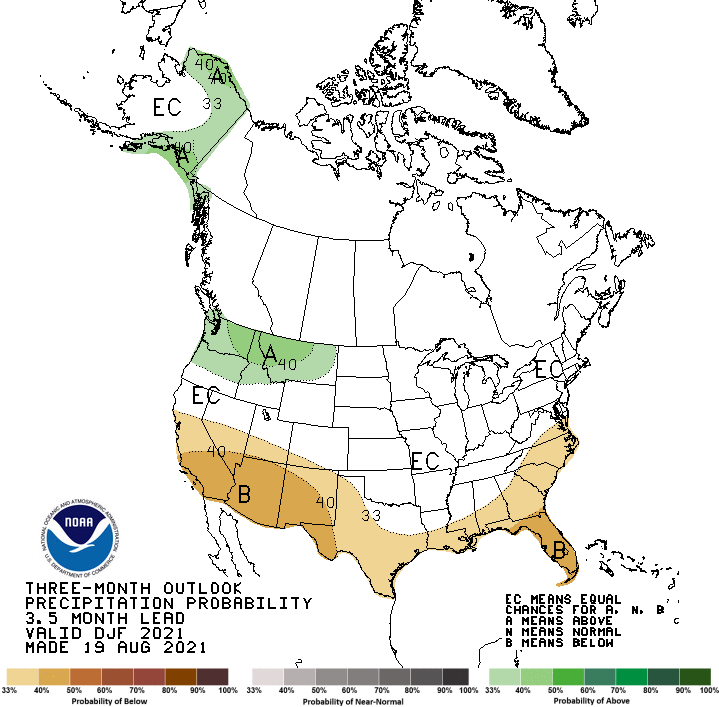 40
40
A
EC
33
40
A
A
40
EC
EC
40
EC
B
40
33
B
NATIONAL OCEANIC AND ATMOSPHERIC ADMINISTRATION
NOAA
U.S. DEPARTMENT OF COMMERCE
THREE-MONTH OUTLOOK
PRECIPITATION PROBABILITY
3.5 MONTH LEAD
VALID DJF 2021
MADE 19 AUG 2021
EC MEANS EQUAL
CHANCES FOR A, N, B
A MEANS ABOVE
N MEANS NORMAL
B MEANS BELOW
33% 40% 50% 60% 70% 80% 90% 100%
Probability of Below
33% 40% 50% 60% 70% 80% 90% 100%
Probability of Near-Normal
33% 40% 50% 60% 70% 80% 90% 100%
Probability of Above